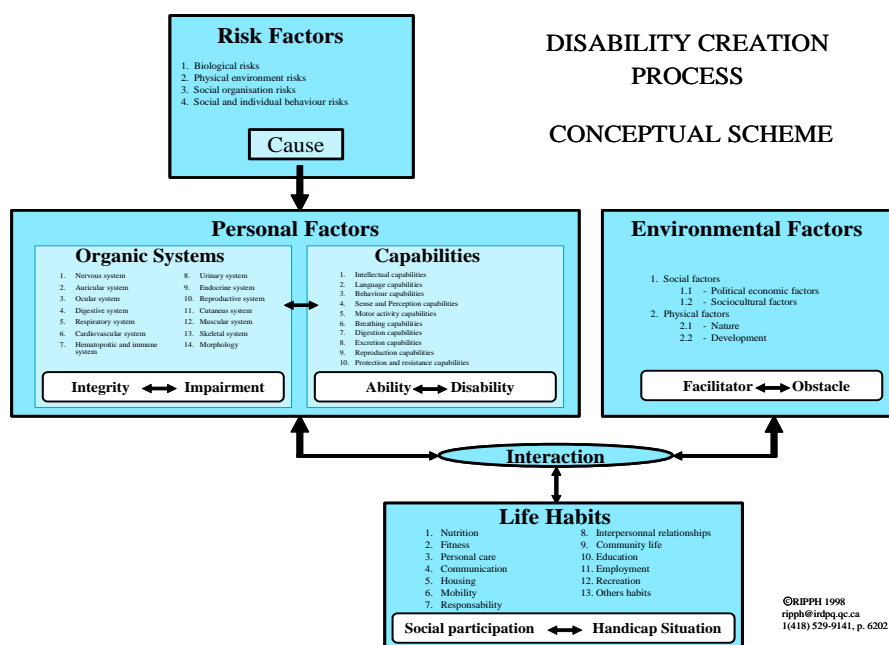 Risk Factors
1. Biological risks
2. Physical environment risks
3. Social organisation risks
4. Social and individual behaviour risks
Cause
DISABILITY CREATION
PROCESS
CONCEPTUAL SCHEME
Personal Factors
Organic Systems
1. Nervous system
2. Auricular system
3. Ocular system
4. Digestive system
5. Respiratory system
6. Cardiovascular system
7. Hematopoitic and immune
system
8. Urinary system
9. Endocrine system
10. Reproductive system
11. Cutaneus system
12. Muscular system
13. Skeletal system
14. Morphology
Integrity Impairment
Capabilities
1. Intellectual capabilities
2. Language capabilities
3. Behaviour capabilities
4. Sense and Perception capabilities
5. Motor activity capabilities
6. Breathing capabilities
7. Digestion capabilities
8. Excretion capabilities
9. Reproduction capabilities
10. Protection and resistance capabilities
Ability Disability
Environmental Factors
1. Social factors
1.1 - Political economic factors
1.2 - Sociocultural factors
2. Physical factors
2.1 - Nature
2.2 - Development
Facilitator Obstacle
Interaction
Life Habits
1. Nutrition
2. Fitness
3. Personal care
4. Communication
5. Housing
6. Mobility
7. Responsability
8. Interpersonnal relationships
9. Community life
10. Education
11. Employment
12. Recreation
13. Others habits
Social participation Handicap Situation
©RIPPH 1998
ripph@irdpq.qc.ca
1(418) 529-9141, p. 6202